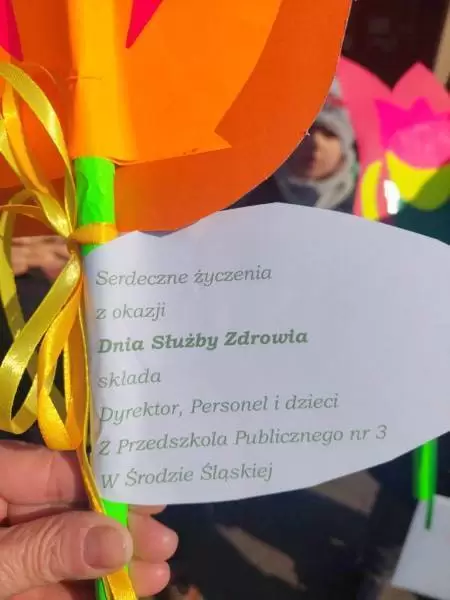 Serdeczne życzenia
z okazji
Dnia Służby Zdrowia
składa
Dyrektor, Personel i dzieci
Z Przedszkola Publicznego nr 3
W Środzie Śląskiej